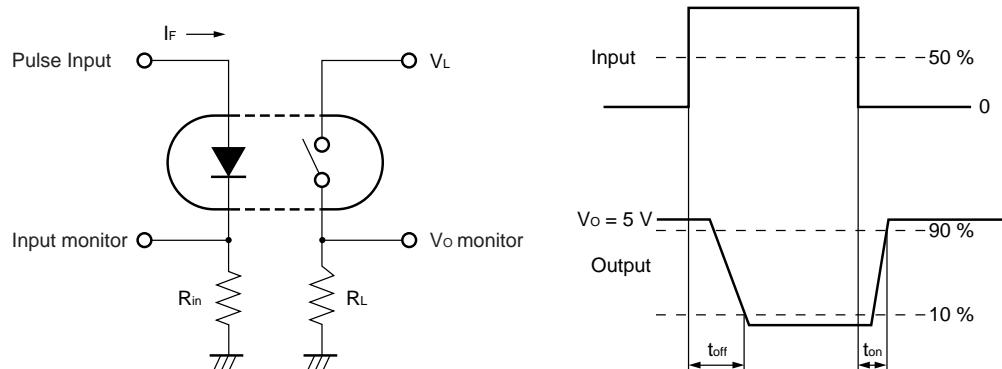 IF
Pulse Input
VL
Input monitor
VO monitor
Rin
RL
Input
50 %
0
VO = 5 V
90 %
Output
10 %
toff
ton